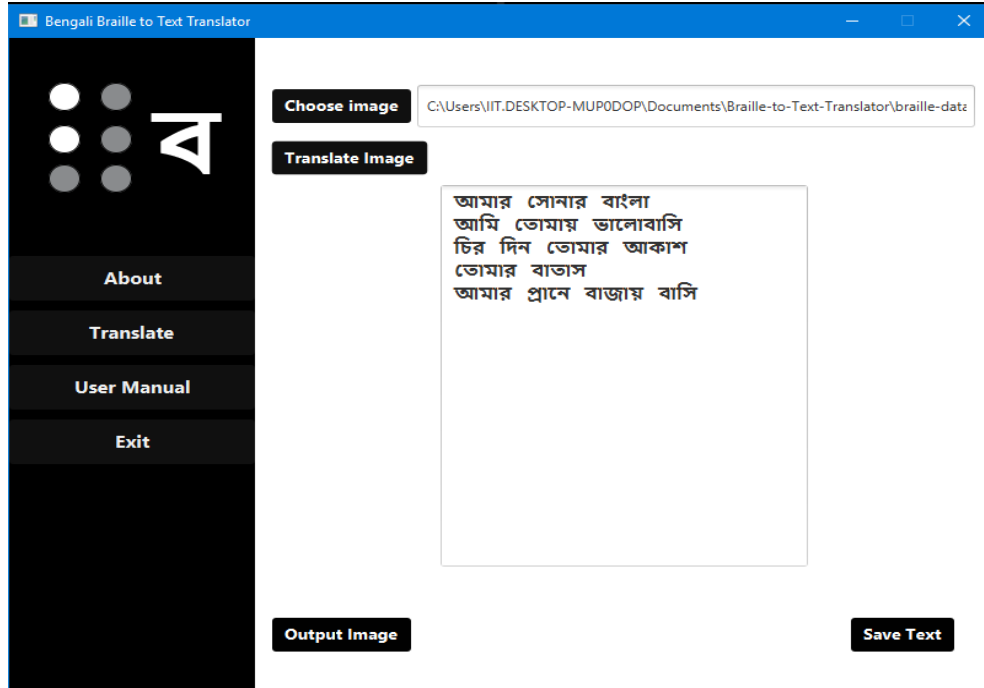 Bengali Braille to Text Translator
ব
Choose image
C:\Users\IIT.DESKTOP-MUP0DOP\Documents\Braille-to-Text-Translator\braille-data
Translate Image
আমার সোনার বাংলা
আমি তোমায় ভালোবাসি
চির দিন তোমার আকাশ
তোমার বাতাস
আমার প্রানে বাজায় বাসি
About
Translate
User Manual
Exit
Output Image
Save Text